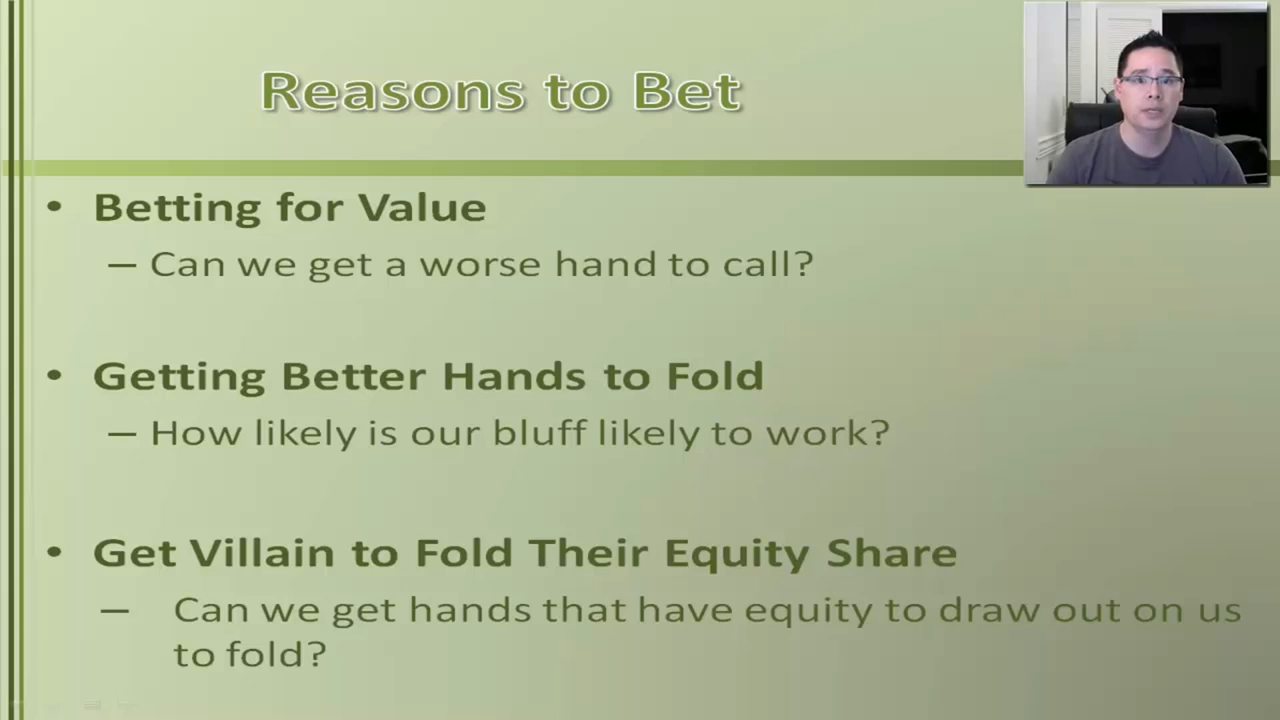 Reasons to Bet
• Betting for Value
– Can we get a worse hand to call?
• Getting Better Hands to Fold
– How likely is our bluff likely to work?
• Get Villain to Fold Their Equity Share
– Can we get hands that have equity to draw out on us
to fold?